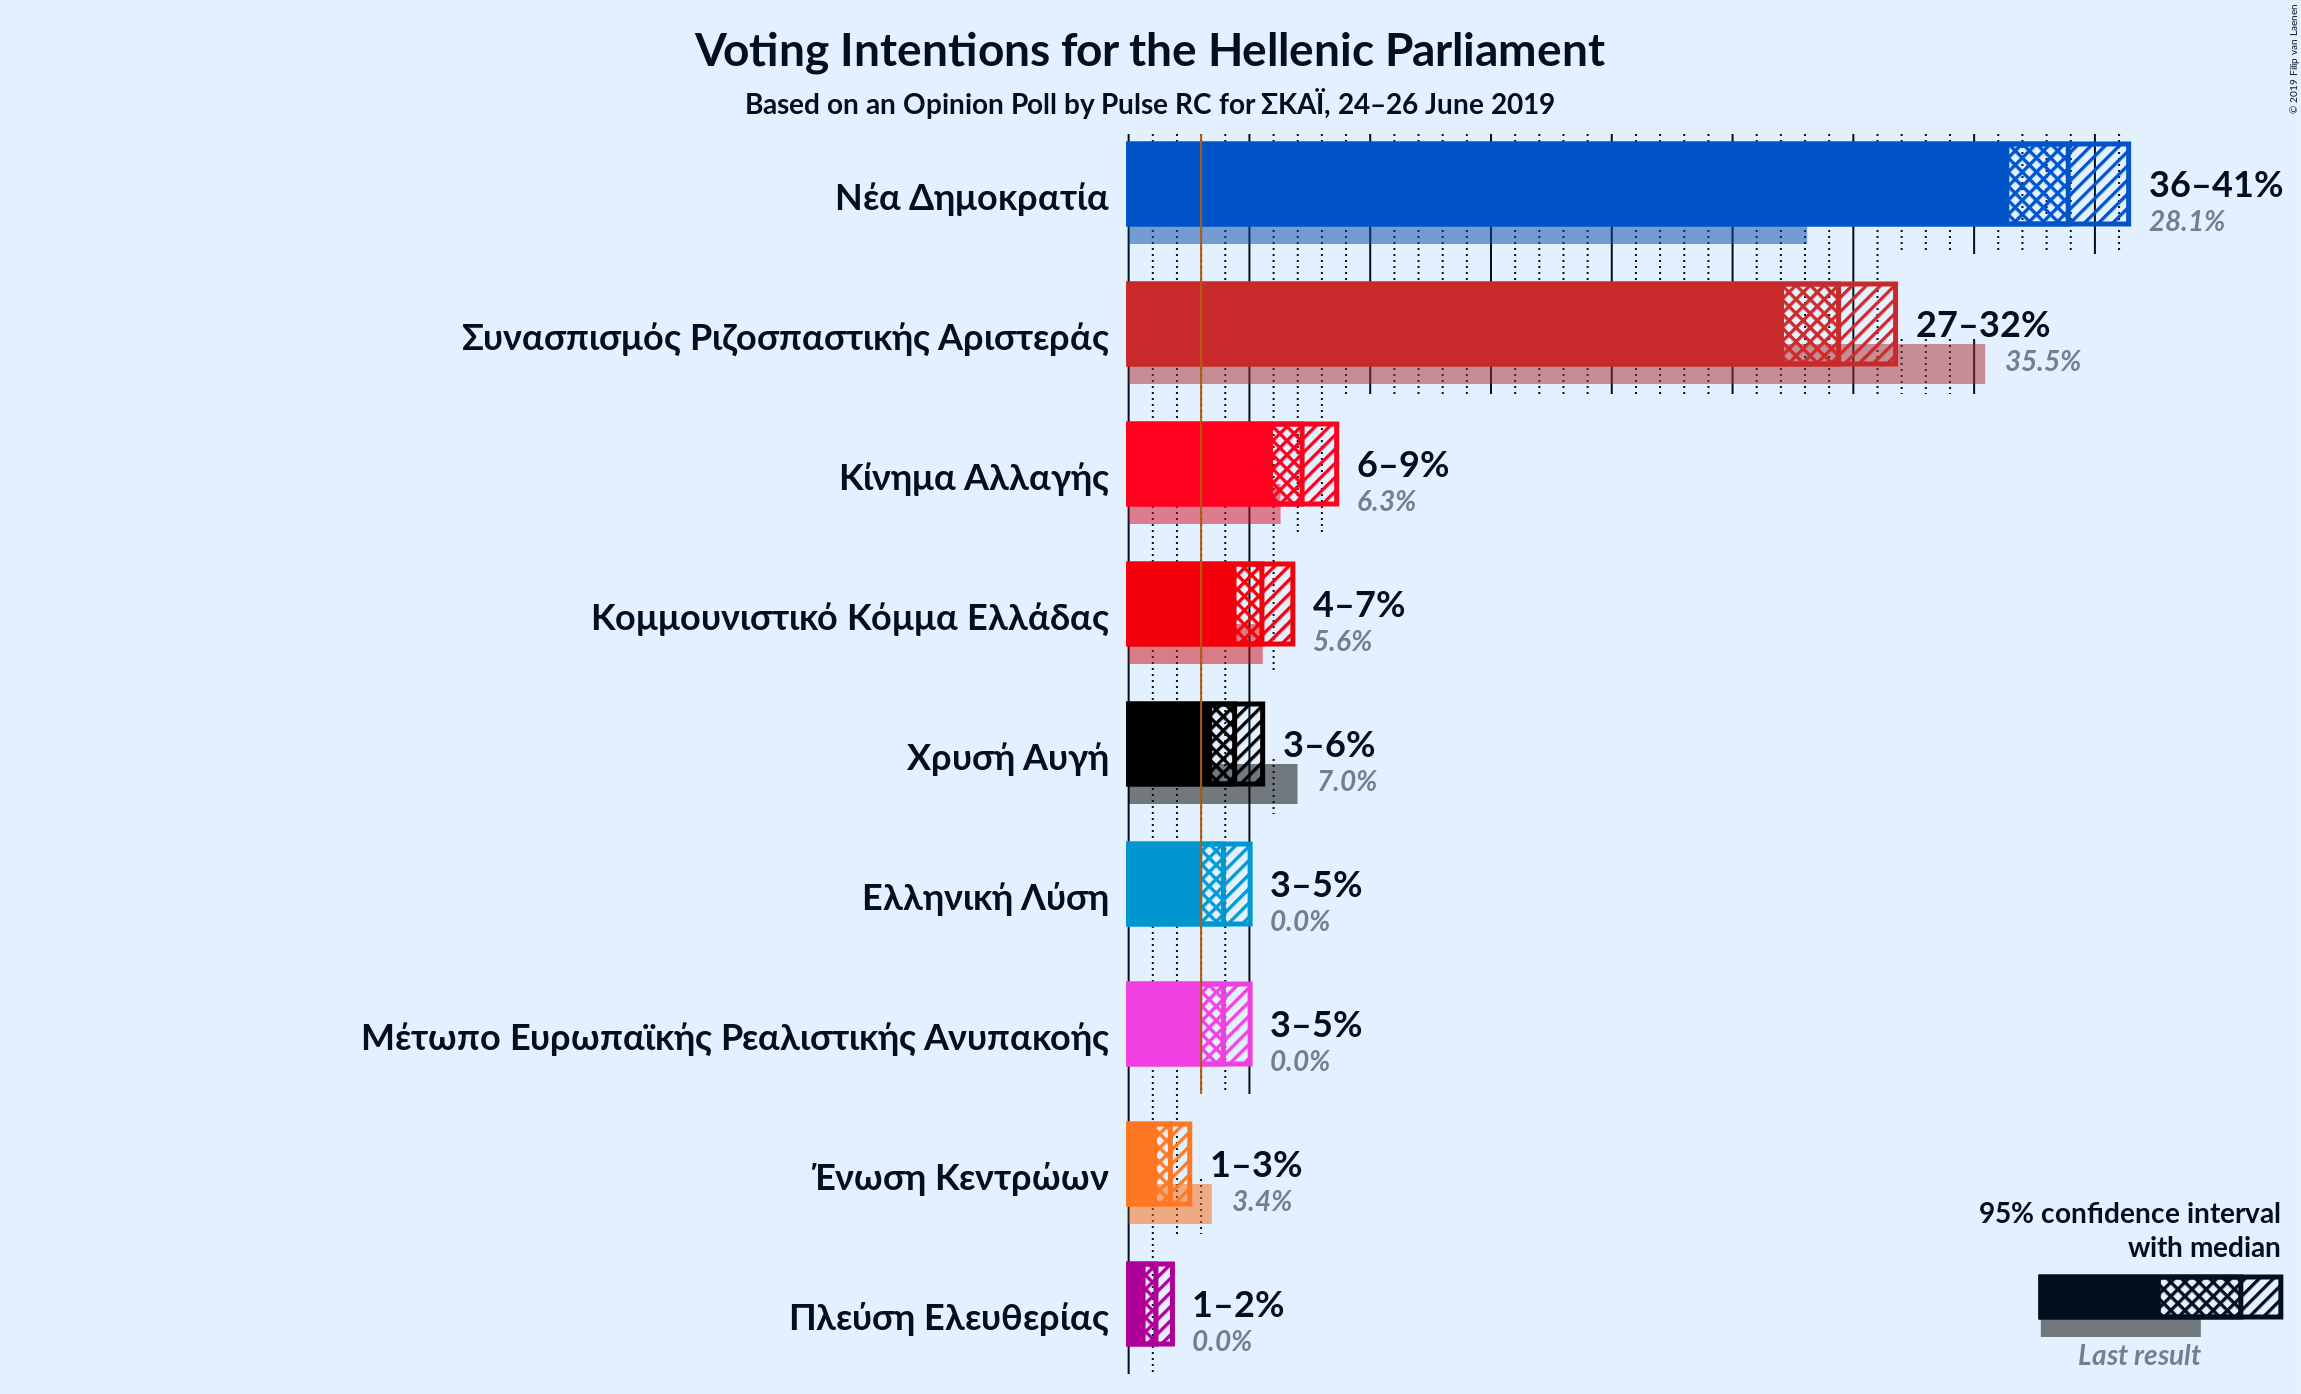 Voting Intentions for the Hellenic Parliament
Based on an Opinion Poll by Pulse RC for ΣΚΑΪ, 24–26 June 2019
© 2019 Filip van Laenen
Νέα Δημοκρατία
36–41%
28.1%
Συνασπισμός Ριζοσπαστικής Αριστεράς
27–32%
35.5%
Κίνημα Αλλαγής
6–9%
6.3%
Κομμουνιστικό Κόμμα Ελλάδας
4–7%
5.6%
Χρυσή Αυγή
3–6%
7.0%
Ελληνική Λύση
3–5%
0.0%
Μέτωπο Ευρωπαϊκής Ρεαλιστικής Ανυπακοής
3–5%
0.0%
Ένωση Κεντρώων
1–3%
3.4%
Πλεύση Ελευθερίας
1–2%
0.0%
95% confidence interval
with median
Last result